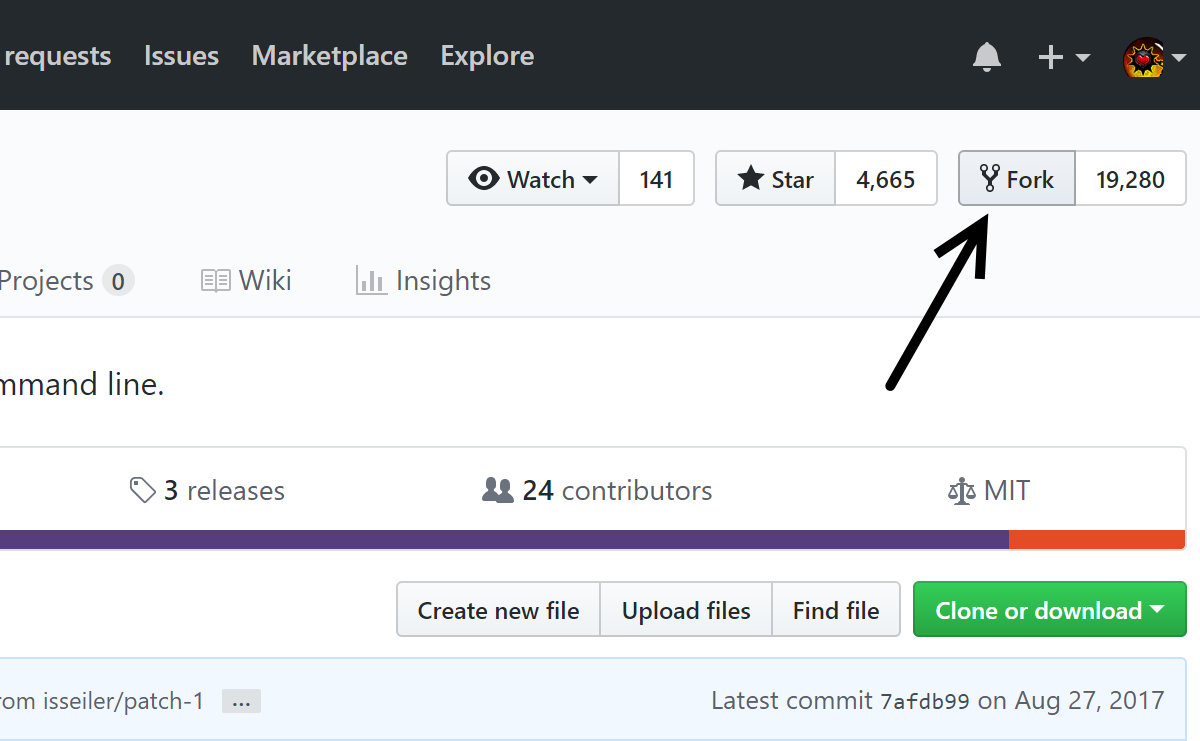 requests Issues Marketplace Explore
Watch 141 Star 4,665 Fork 19,280
Projects 0 Wiki Insights
mmand line.
3 releases 24 contributors MIT
Create new file Upload files Find file Clone or download
rom isseiler/patch-1 … Latest commit 7afdb99 on Aug 27, 2017